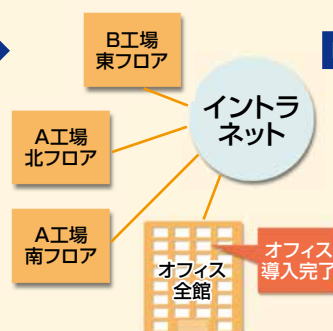 B工場
東フロア
イントラ
ネット
A工場
北フロア
A工場
南フロア
オフィス
全館
オフィス
導入完了